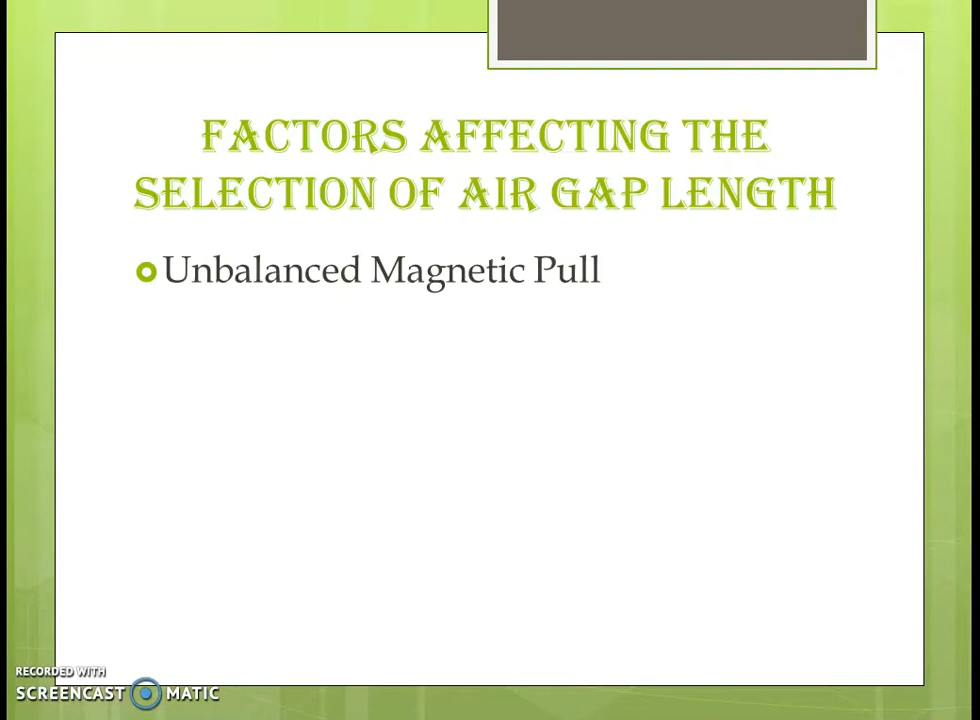 FACTORS AFFECTING THE
SELECTION OF AIR GAP LENGTH
Unbalanced Magnetic Pull
RECORDED WITH
SCREENCAST MATIC